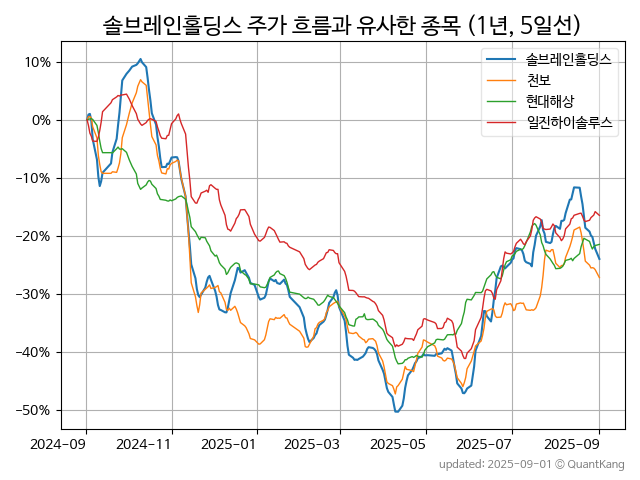 솔브레인홀딩스 주가 흐름과 유사한 종목 (1년, 5일선)
솔브레인홀딩스
천보
현대해상
일진하이솔루스
10%
0%
−10%
−20%
−30%
−40%
−50%
2024-09
2024-11
2025-01
2025-03
2025-05
2025-07
2025-09
updated: 2025-09-01 © QuantKang